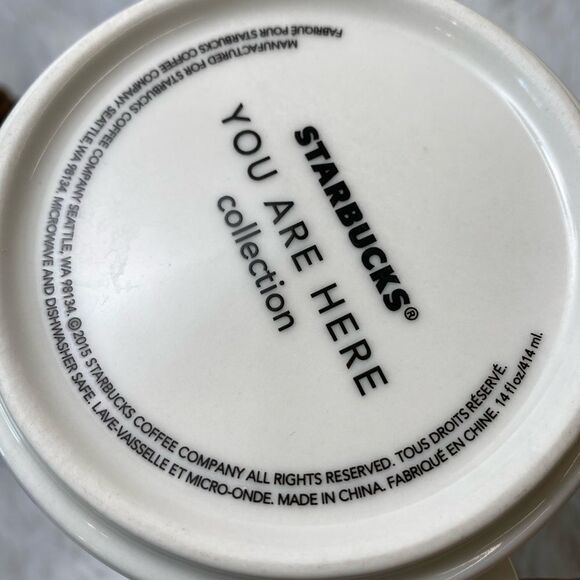 STARBUCKS®
YOU ARE HERE
collection
MANUFACTURED FOR STARBUCKS COFFEE COMPANY SEATTLE, WA 98134. ©2015 STARBUCKS COFFEE COMPANY ALL RIGHTS RESERVED. TOUS DROITS RÉSERVÉ.
FABRIQUÉ POUR STARBUCKS COFFEE COMPANY SEATTLE, WA 98134. MICROWAVE AND DISHWASHER SAFE. LAVE-VAISSELLE ET MICRO-ONDE. MADE IN CHINA. FABRIQUÉ EN CHINE. 14 fl oz/414 ml.